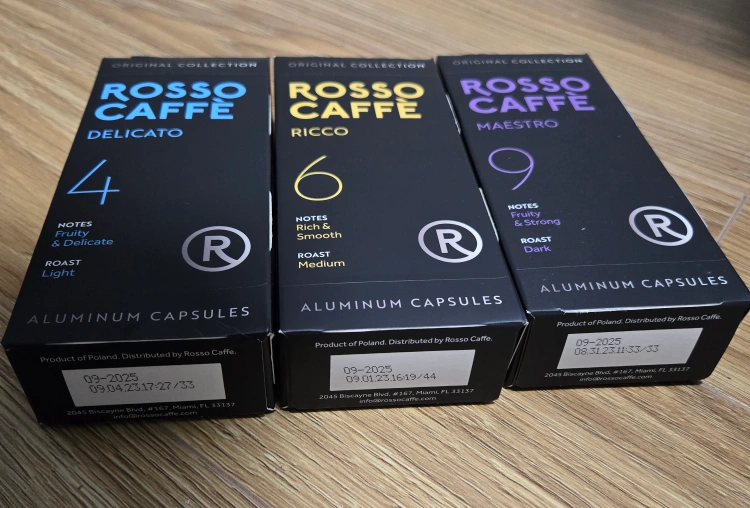 ORIGINAL COLLECTION
ROSSO
CAFFÈ
DELICATO
4
NOTES
Fruity
& Delicate
ROAST
Light
R
ALUMINUM CAPSULES
Product of Poland. Distributed by Rosso Caffe.
09-2025
09.04.23.17:27/33
2045 Biscayne Blvd, #167, Miami, FL 33137
info@rossocaffe.com
ORIGINAL COLLECTION
ROSSO
CAFFÈ
RICCO
6
NOTES
Rich &
Smooth
ROAST
Medium
R
ALUMINUM CAPSULES
Product of Poland. Distributed by Rosso Caffe.
09-2025
09.01.23.16:19/44
2045 Biscayne Blvd, #167, Miami, FL 33137
info@rossocaffe.com
ORIGINAL COLLECTION
ROSSO
CAFFÈ
MAESTRO
9
NOTES
Fruity
& Strong
ROAST
Dark
R
ALUMINUM CAPSULES
Product of Poland. Distributed by Rosso Caffe.
09-2025
08.31.23.11:33/33
2045 Biscayne Blvd, #167, Miami, FL 33137
info@rossocaffe.com